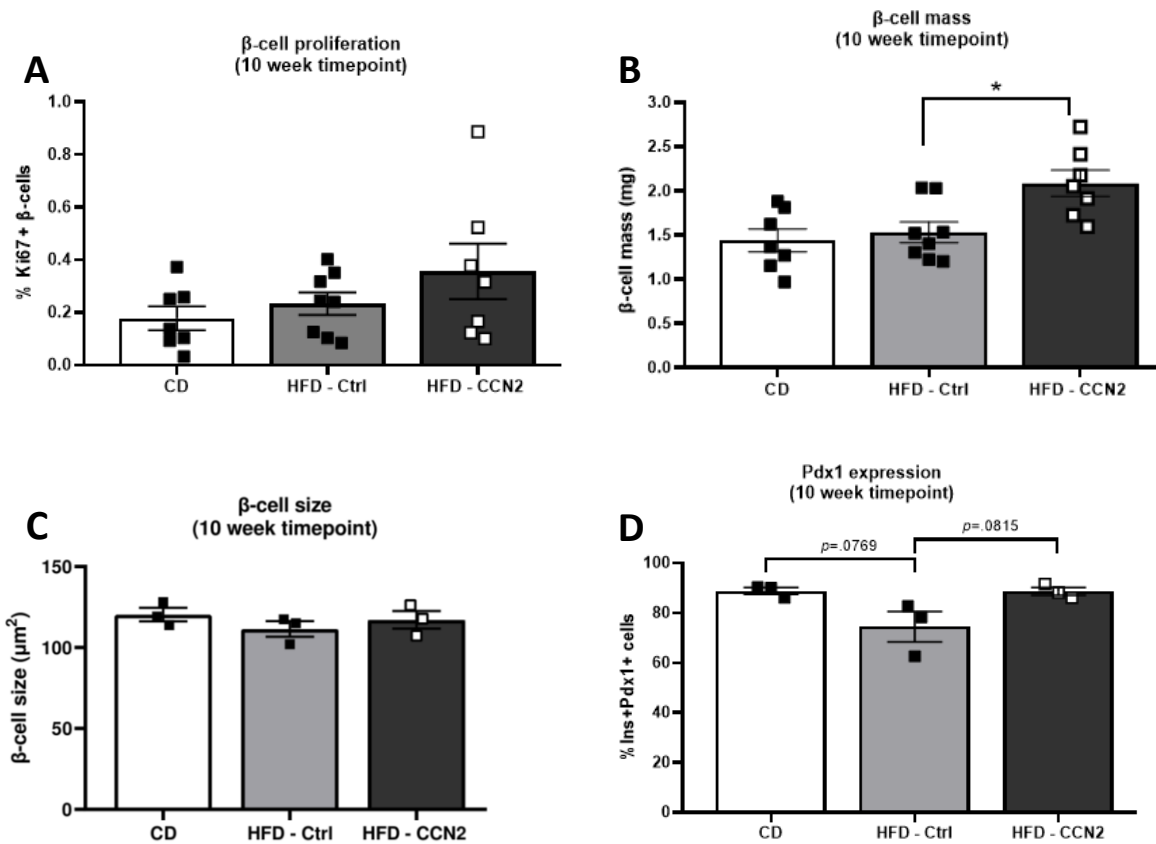 A
β-cell proliferation
(10 week timepoint)
% Ki67 + β-cells
1.0
0.8
0.6
0.4
0.2
0.0
CD
HFD - Ctrl
HFD - CCN2
B
β-cell mass
(10 week timepoint)
*
β-cell mass (mg)
3.0
2.5
2.0
1.5
1.0
0.5
0.0
CD
HFD - Ctrl
HFD - CCN2
C
β-cell size
(10 week timepoint)
β-cell size (µm²)
150
100
50
0
CD
HFD - Ctrl
HFD - CCN2
D
Pdx1 expression
(10 week timepoint)
p=.0769
p=.0815
% Ins+Pdx1+ cells
100
80
60
40
20
0
CD
HFD - Ctrl
HFD - CCN2